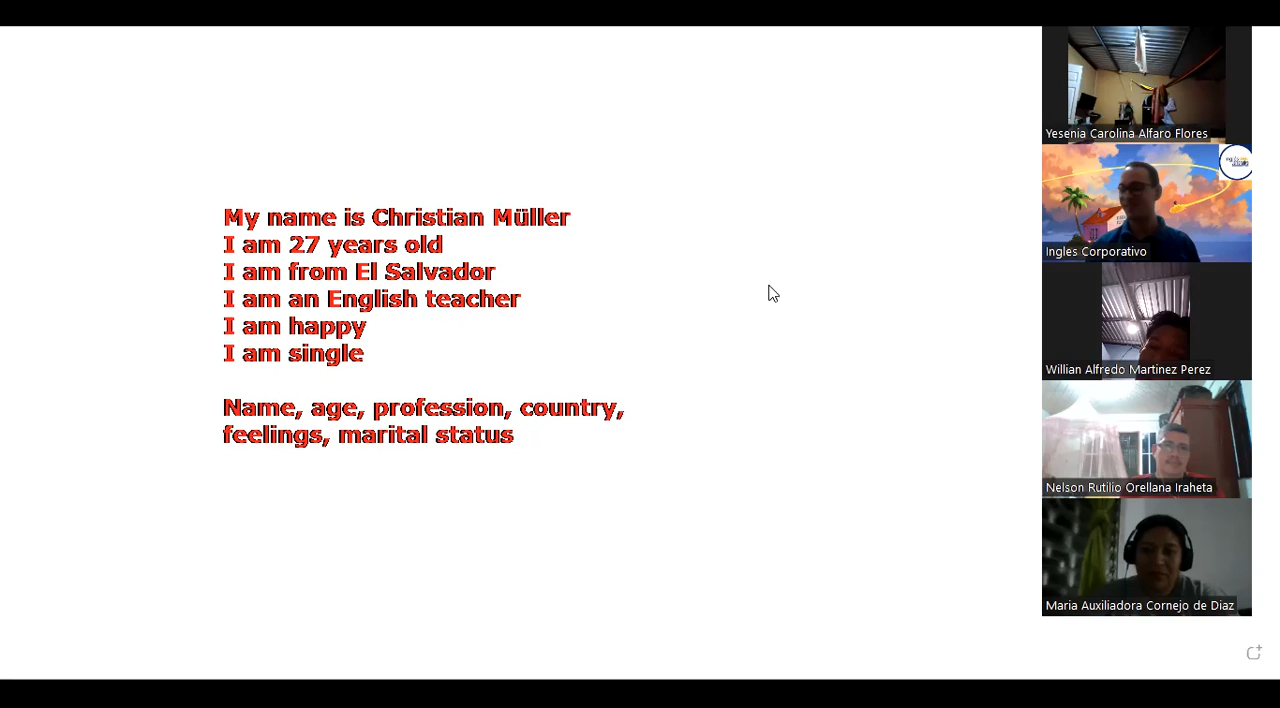 My name is Christian Müller
I am 27 years old
I am from El Salvador
I am an English teacher
I am happy
I am single
Name, age, profession, country,
feelings, marital status
Yesenia Carolina Alfaro Flores
Ingles Corporativo
Willian Alfredo Martinez Perez
Nelson Rutilio Orellana Iraheta
Maria Auxiliadora Cornejo de Diaz